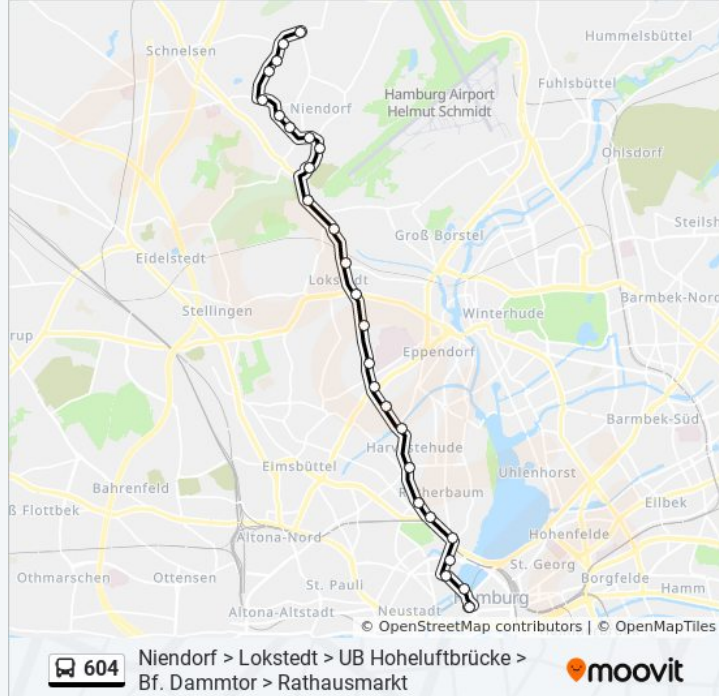 Hummelsbüttel
Schnelsen
Fuhlsbüttel
Hamburg Airport
Helmut Schmidt
Niendorf
Ohlsdorf
Groß Borstel
Steilsh
Eidelstedt
Lokstedt
Barmbek-Nord
Stellingen
Winterhude
rup
Eppendorf
Barmbek-Süd
Harvestehude
Eimsbüttel
Uhlenhorst
Bahrenfeld
Rotherbaum
Eilbek
ß Flottbek
Altona-Nord
Hohenfelde
St. Georg
Othmarschen
Ottensen
St. Pauli
Borgfelde
Hamm
Altona-Altstadt
Neustadt
Hamburg
© OpenStreetMap contributors | © OpenMapTiles
604
Niendorf > Lokstedt > UB Hoheluftbrücke >
Bf. Dammtor > Rathausmarkt
moovit